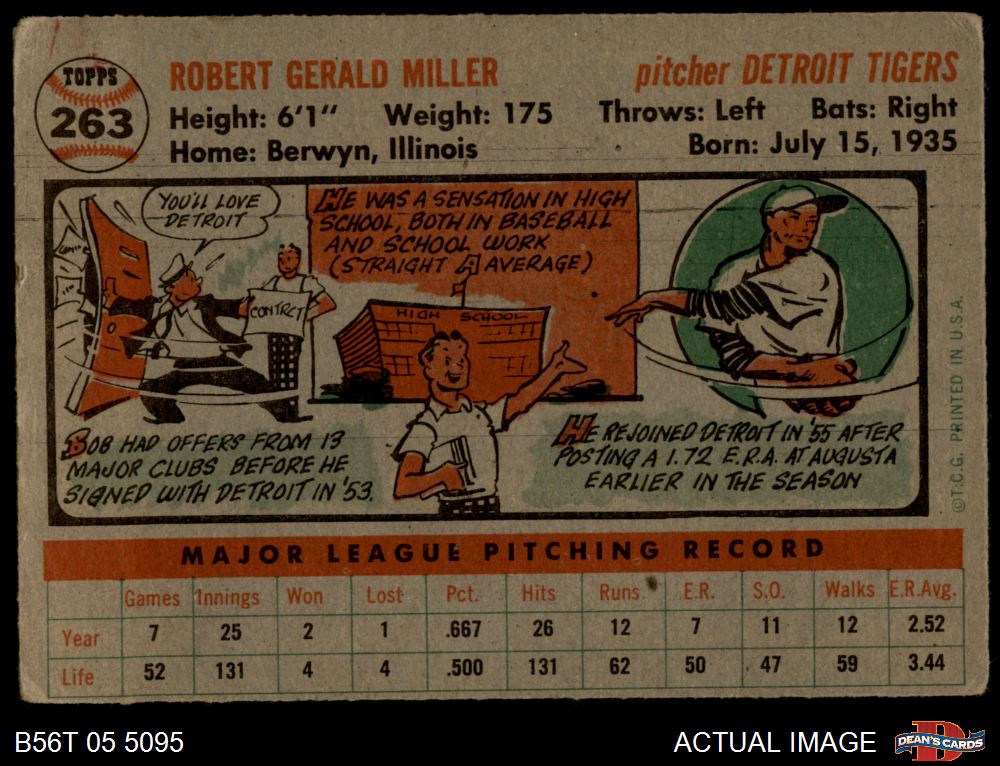 TOPPS
263
ROBERT GERALD MILLER
pitcher DETROIT TIGERS
Height: 6'1" Weight: 175 Throws: Left Bats: Right
Home: Berwyn, Illinois Born: July 15, 1935
YOU'LL LOVE
DETROIT
CONTRCT
HE WAS A SENSATION IN HIGH
SCHOOL, BOTH IN BASEBALL
AND SCHOOL WORK
(STRAIGHT A AVERAGE)
HIGH SCHOOL
BOB HAD OFFERS FROM 13
MAJOR CLUBS BEFORE HE
SIGNED WITH DETROIT IN '53.
HE REJOINED DETROIT IN '55 AFTER
POSTING A 1.72 E.R.A. AT AUGUSTA
EARLIER IN THE SEASON
©T.C.G. PRINTED IN U.S.A.
MAJOR LEAGUE PITCHING RECORD
Games Innings Won Lost Pct. Hits Runs E.R. S.O. Walks E.R.Avg.
Year 7 25 2 1 .667 26 12 7 11 12 2.52
Life 52 131 4 4 .500 131 62 50 47 59 3.44
B56T 05 5095
ACTUAL IMAGE
DEAN'S CARDS